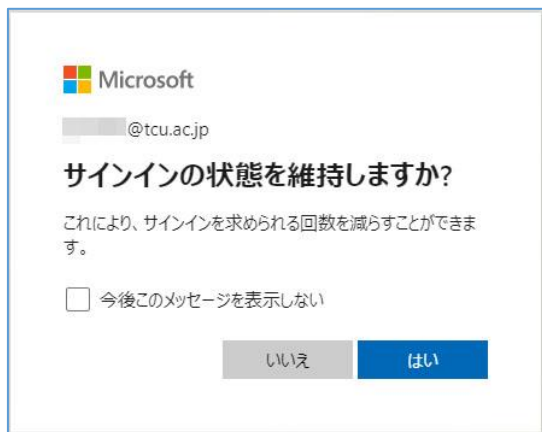 Microsoft
@tcu.ac.jp
サインインの状態を維持しますか?
これにより、サインインを求められる回数を減らすことができま
す。
今後このメッセージを表示しない
いいえ
はい